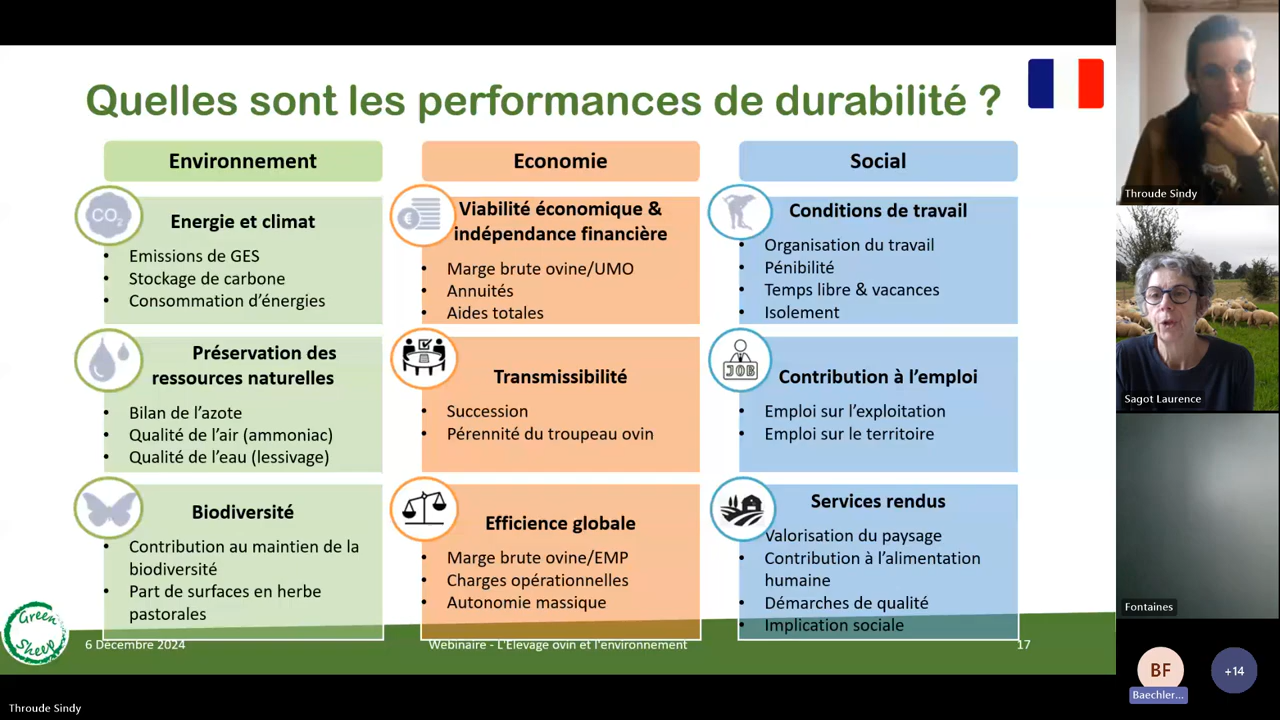 Quelles sont les performances de durabilité ?
Environnement
CO₂
Energie et climat
• Emissions de GES
• Stockage de carbone
• Consommation d'énergies
Préservation des
ressources naturelles
• Bilan de l'azote
• Qualité de l'air (ammoniac)
• Qualité de l'eau (lessivage)
Biodiversité
• Contribution au maintien de la
biodiversité
• Part de surfaces en herbe
pastorales
Economie
€
Viabilité économique &
indépendance financière
• Marge brute ovine/UMO
• Annuités
• Aides totales
Transmissibilité
• Succession
• Pérennité du troupeau ovin
Efficience globale
• Marge brute ovine/EMP
• Charges opérationnelles
• Autonomie massique
Social
Conditions de travail
• Organisation du travail
• Pénibilité
• Temps libre & vacances
• Isolement
JOB
Contribution à l'emploi
• Emploi sur l'exploitation
• Emploi sur le territoire
Services rendus
Valorisation du paysage
• Contribution à l'alimentation
humaine
• Démarches de qualité
• Implication sociale
Green
Sheep
6 Décembre 2024
Webinaire - L'Elevage ovin et l'environnement
17
Throude Sindy
Sagot Laurence
Fontaines
BF
Baechler...
+14
Throude Sindy